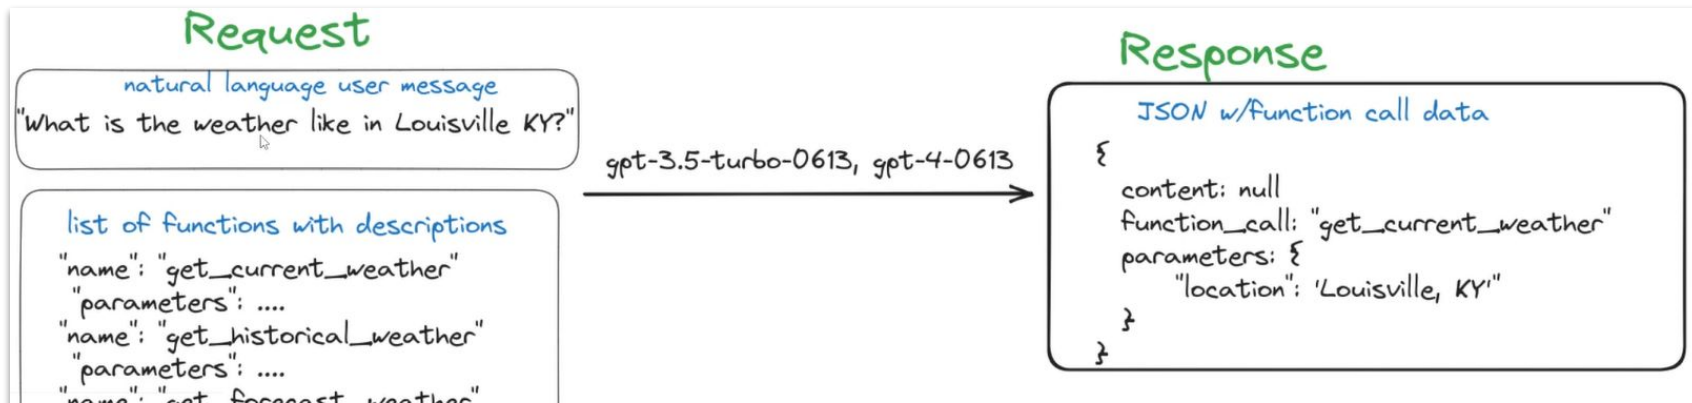 Request
natural language user message
"What is the weather like in Louisville KY?"
list of functions with descriptions
"name": "get_current_weather"
"parameters": ....
"name": "get_historical_weather"
"parameters": ....
"name": "get_forecast_weather"
gpt-3.5-turbo-0613, gpt-4-0613
Response
JSON w/function call data
{
content: null
function_call: "get_current_weather"
parameters: {
"location": 'Louisville, KY'"
}
}